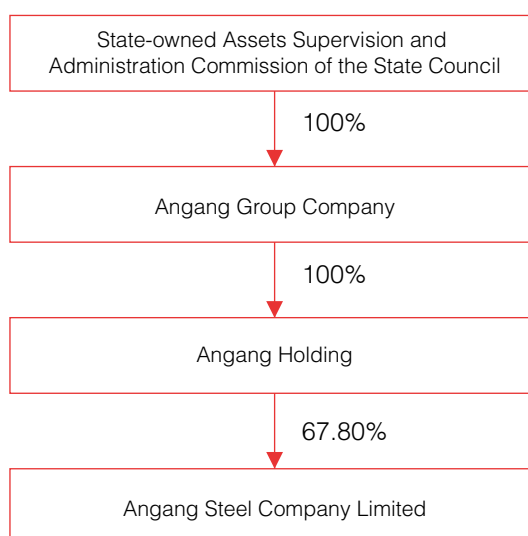 State-owned Assets Supervision and
Administration Commission of the State Council
100%
Angang Group Company
100%
Angang Holding
67.80%
Angang Steel Company Limited